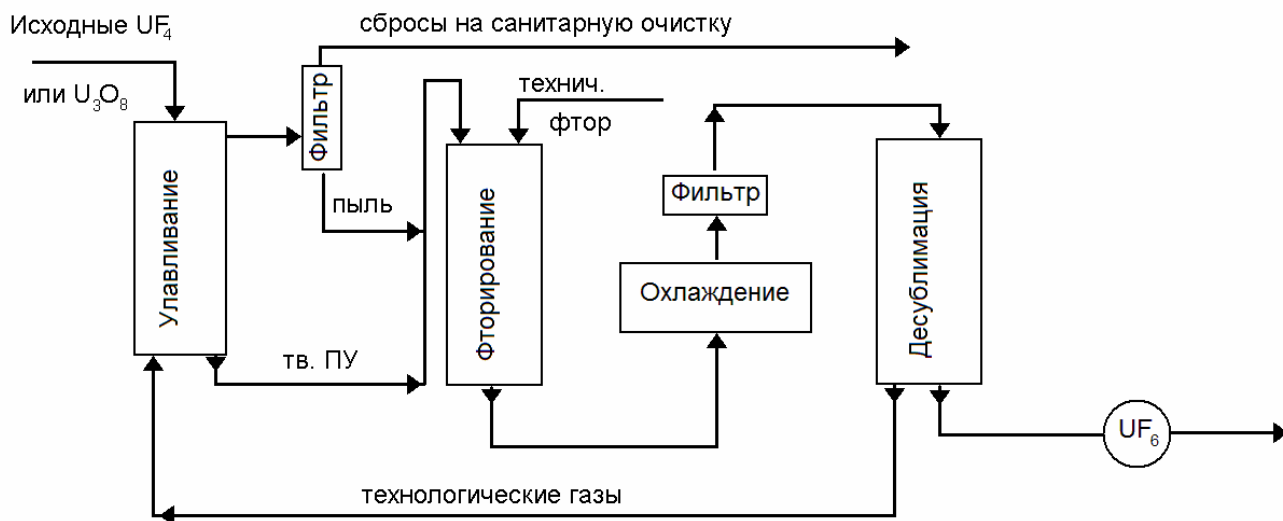 Исходные UF₄
или U₃O₈
сбросы на санитарную очистку
Фильтр
технич.
фтор
Улавливание
пыль
тв. ПУ
Фторирование
Фильтр
Охлаждение
Десублимация
UF₆
технологические газы